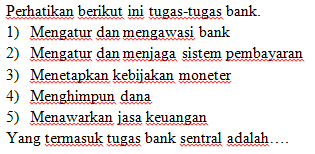 Perhatikan berikut ini tugas-tugas bank.
1) Mengatur dan mengawasi bank
2) Mengatur dan menjaga sistem pembayaran
3) Menetapkan kebijakan moneter
4) Menghimpun dana
5) Menawarkan jasa keuangan
Yang termasuk tugas bank sentral adalah….